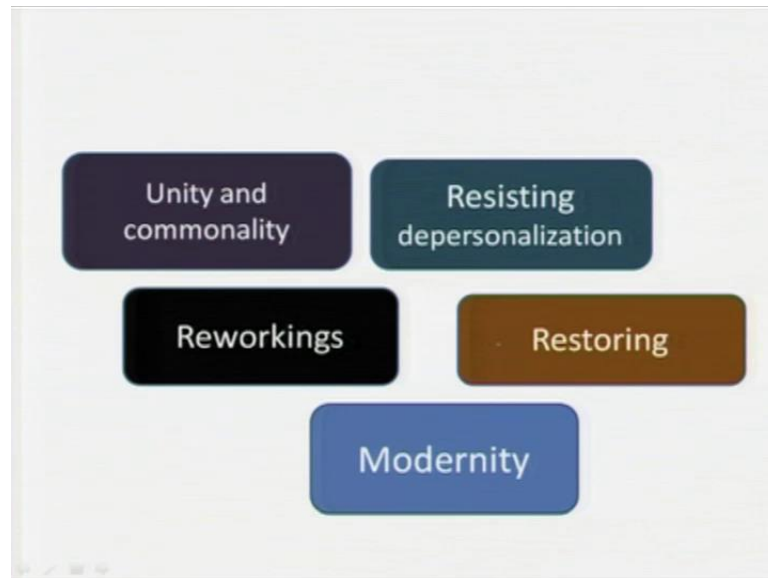 Unity and
commonality
Resisting
depersonalization
Reworkings
Restoring
Modernity